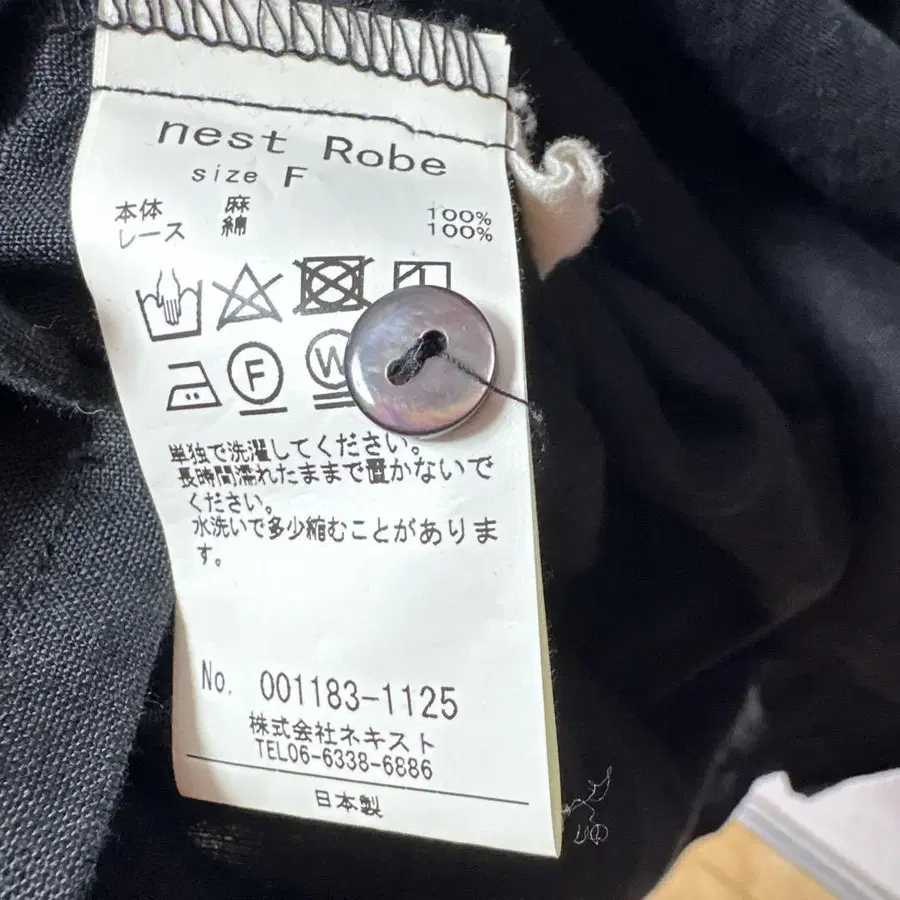 nest Robe
size F
本体 麻 100%
レース 綿 100%
F
W
単独で洗濯してください。
長時間濡れたままで置かないで
ください。
水洗いで多少縮むことがありま
す。
No. 001183-1125
株式会社ネキスト
TEL06-6338-6886
日本製